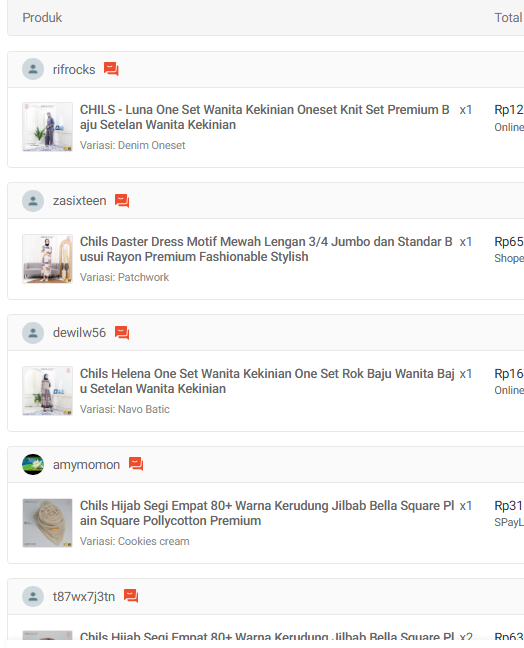 Produk Total
rifrocks
CHILS - Luna One Set Wanita Kekinian Oneset Knit Set Premium B x1 Rp12
aju Setelan Wanita Kekinian Online
Variasi: Denim Oneset
zasixteen
Chils Daster Dress Motif Mewah Lengan 3/4 Jumbo dan Standar B x1 Rp65
usui Rayon Premium Fashionable Stylish Shope
Variasi: Patchwork
dewilw56
Chils Helena One Set Wanita Kekinian One Set Rok Baju Wanita Baj x1 Rp16
u Setelan Wanita Kekinian Online
Variasi: Navo Batic
amymomon
Chils Hijab Segi Empat 80+ Warna Kerudung Jilbab Bella Square Pl x1 Rp31
ain Square Pollycotton Premium SPayL
Variasi: Cookies cream
t87wx7j3tn
Chils Hijab Segi Empat 80+ Warna Kerudung Jilbab Bella Square Pl x2 Rp63